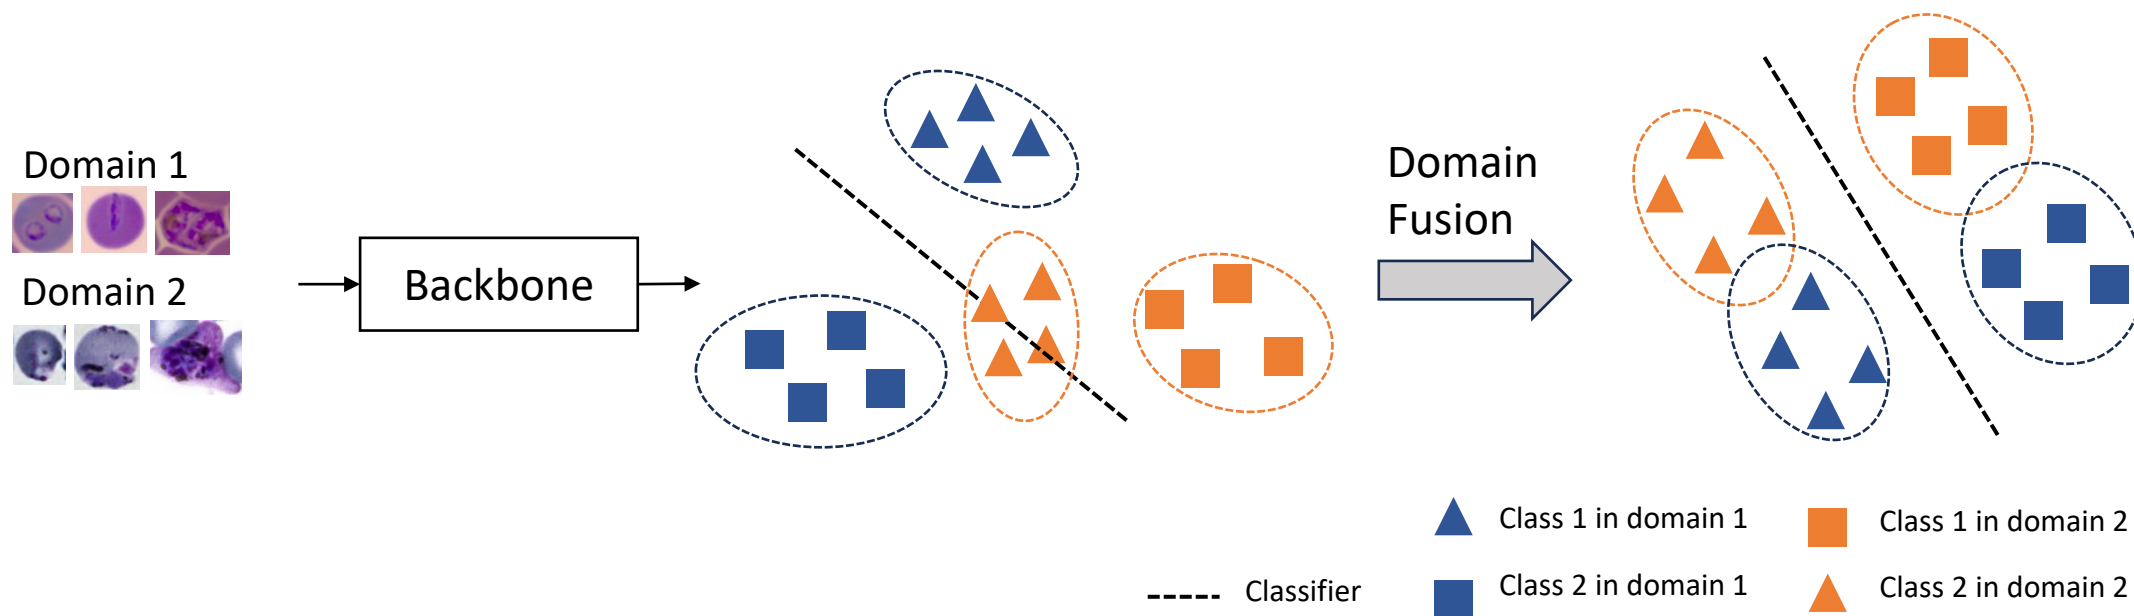 Domain 1
Domain 2
Backbone
Domain
Fusion
Class 1 in domain 1
Class 1 in domain 2
Classifier
Class 2 in domain 1
Class 2 in domain 2